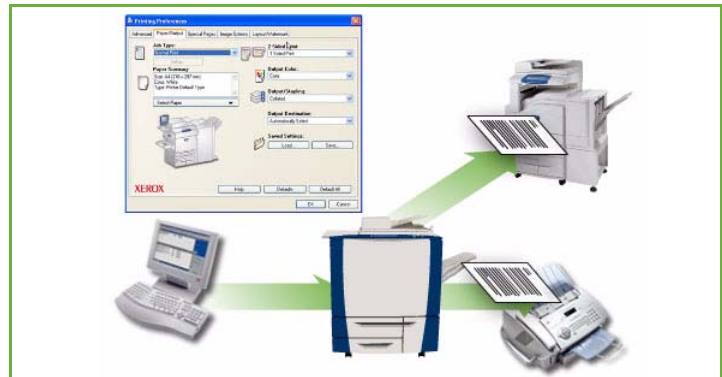 Printing Preferences
Advanced Paper/Output Special Pages Image Options Layout/Watermark
Job Type:
Normal Print
Paper Summary
Size: A4 (210 x 297 mm)
Color: White
Type: Printer Default Type
Select Paper
2-Sided Print
1-Sided Print
Output Color:
Color
Output/Stapling:
Collated
Output Destination:
Automatically Select
Saved Settings:
Load... Save...
XEROX
Help Defaults Default All
OK Cancel